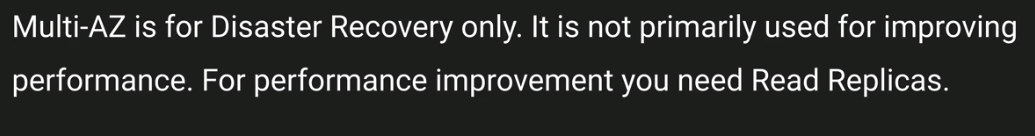 Multi-AZ is for Disaster Recovery only. It is not primarily used for improving
performance. For performance improvement you need Read Replicas.